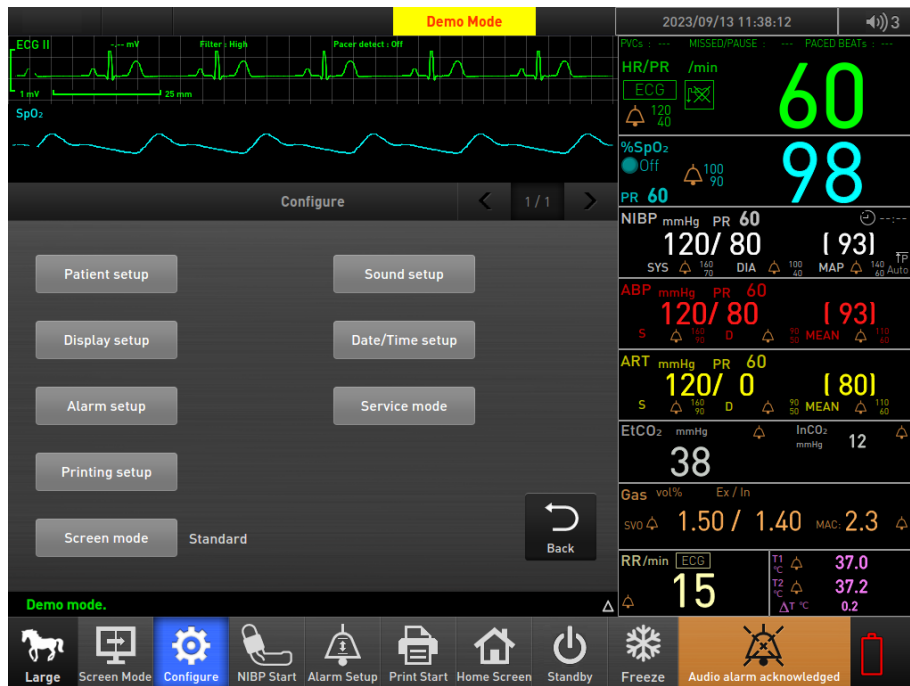 Demo Mode
2023/09/13 11:38:12
3
ECG II
-.-- mV
Filter : High
Pacer detect : Off
1 mV
25 mm
SpO₂
PVCs : ---
MISSED/PAUSE : ---
PACED BEATS : ---
HR/PR /min
ECG
120
40
60
%SpO₂
Off
100
90
PR 60
98
NIBP mmHg PR 60
--:--
120/ 80 ( 93)
SYS 160 70 DIA 100 40 MAP 140 60 Auto
ABP mmHg PR 60
120/ 80 ( 93)
S 160 90 D 90 50 MEAN 110 60
ART mmHg PR 60
120/ 0 ( 80)
S 160 90 D 90 50 MEAN 110 60
EtCO₂ mmHg
38
InCO₂
mmHg
12
Gas vol% Ex / In
SVO 1.50 / 1.40 MAC: 2.3
RR/min ECG
15
T1 °C 37.0
T2 °C 37.2
ΔT °C 0.2
Configure
1 / 1
Patient setup
Sound setup
Display setup
Date/Time setup
Alarm setup
Service mode
Printing setup
Screen mode
Standard
Back
Demo mode.
Large
Screen Mode
Configure
NIBP Start
Alarm Setup
Print Start
Home Screen
Standby
Freeze
Audio alarm acknowledged